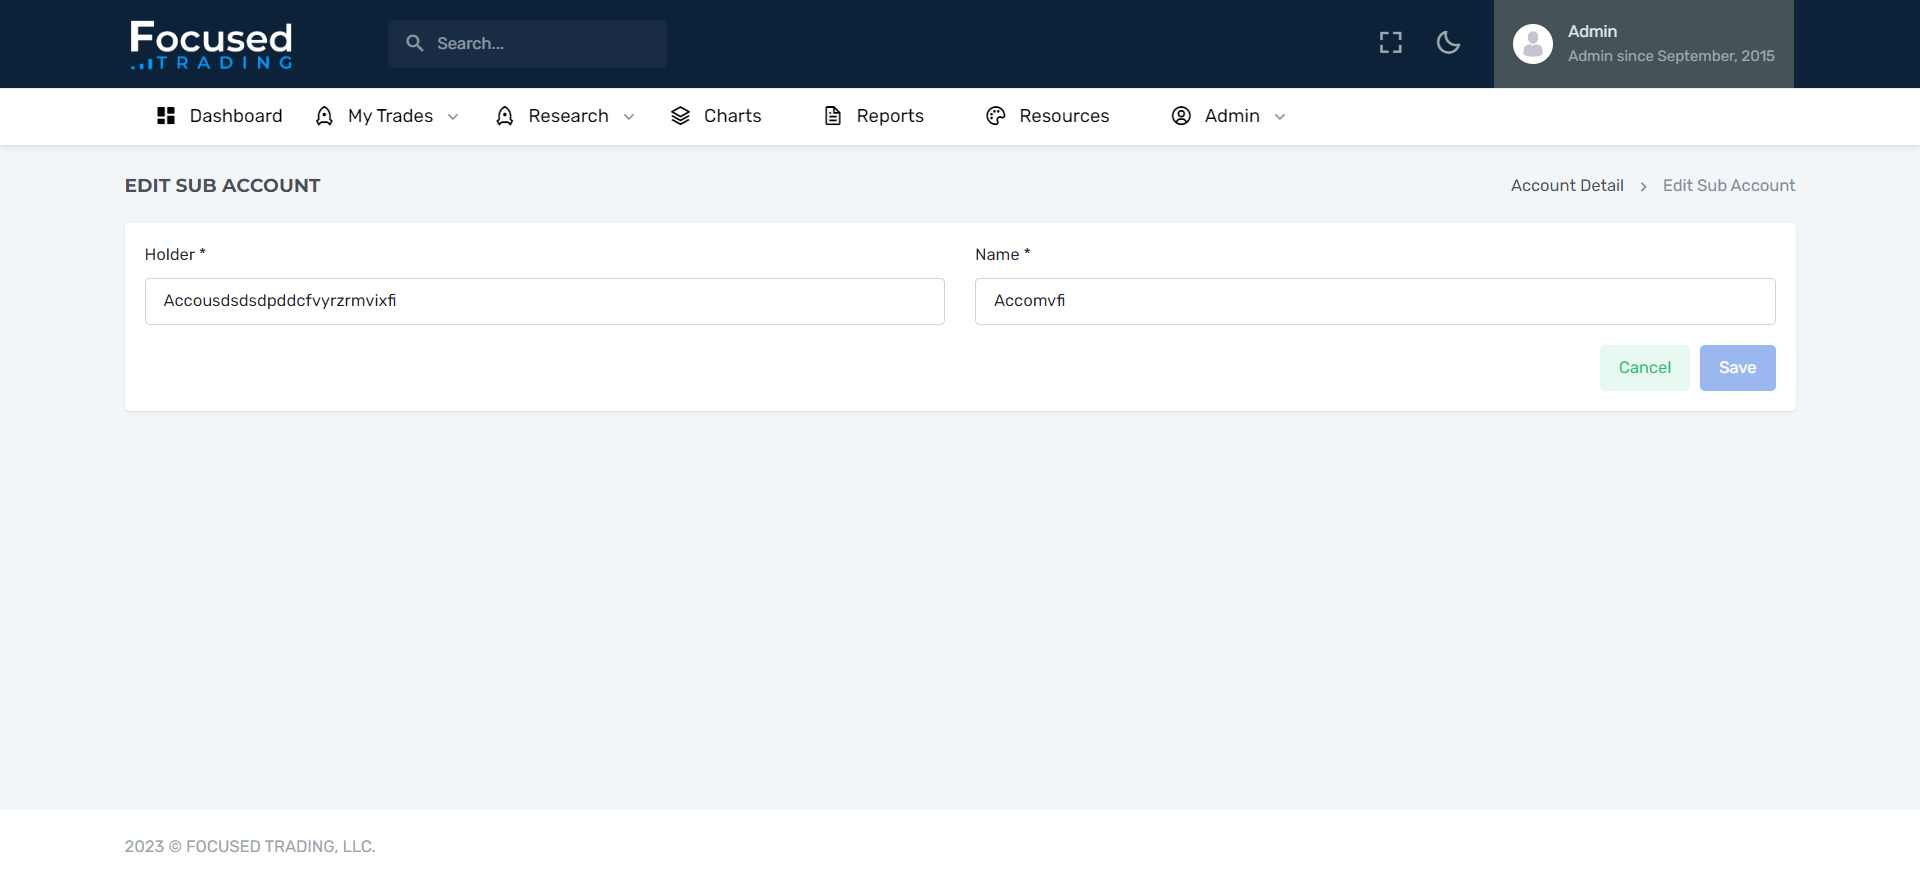 Focused
TRADING
Search...
Admin
Admin since September, 2015
Dashboard
My Trades
Research
Charts
Reports
Resources
Admin
EDIT SUB ACCOUNT
Account Detail > Edit Sub Account
Holder *
Name *
Accousdsdsdpddcfvyrzrmvixfi
Accomvfi
Cancel
Save
2023 © FOCUSED TRADING, LLC.